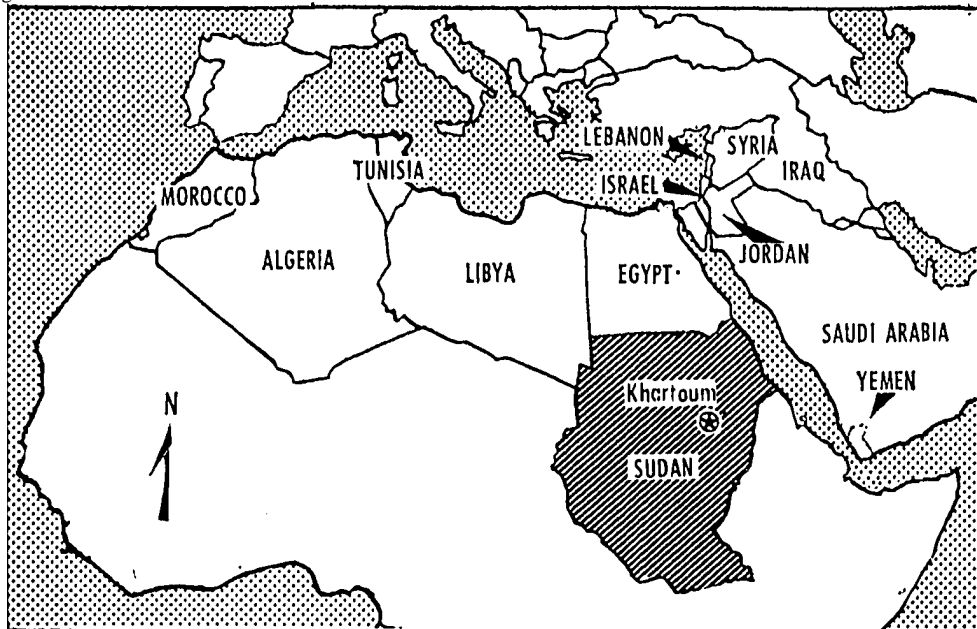 LEBANON
SYRIA
TUNISIA
IRAQ
ISRAEL
MOROCCO
JORDAN
ALGERIA
LIBYA
EGYPT
SAUDI ARABIA
YEMEN
Khartoum
N
SUDAN